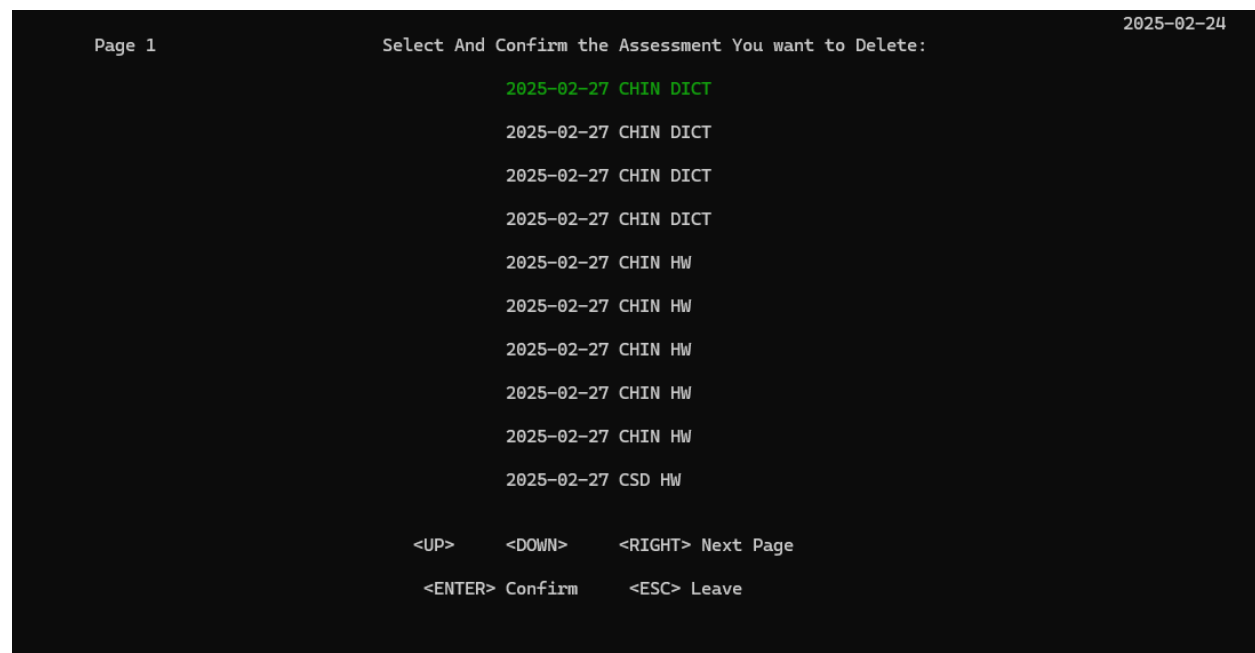 2025-02-24
Page 1 Select And Confirm the Assessment You want to Delete:
2025-02-27 CHIN DICT
2025-02-27 CHIN DICT
2025-02-27 CHIN DICT
2025-02-27 CHIN DICT
2025-02-27 CHIN HW
2025-02-27 CHIN HW
2025-02-27 CHIN HW
2025-02-27 CHIN HW
2025-02-27 CHIN HW
2025-02-27 CSD HW
<UP> <DOWN> <RIGHT> Next Page
<ENTER> Confirm <ESC> Leave